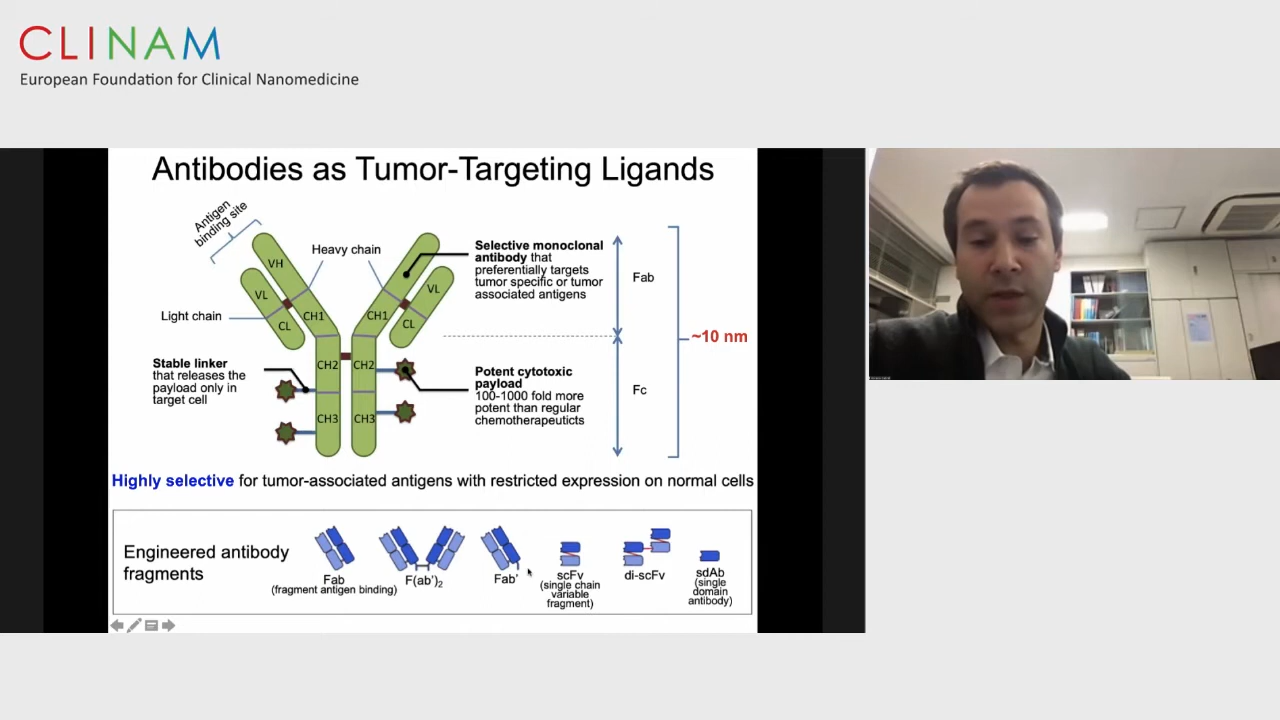 CLINAM
European Foundation for Clinical Nanomedicine
Antibodies as Tumor-Targeting Ligands
Antigen
binding site
Heavy chain
VH
VL
CH1
CL
Light chain
CH1
VL
CL
CH2
CH2
CH3
CH3
Stable linker
that releases the
payload only in
target cell
Selective monoclonal
antibody that
preferentially targets
tumor specific or tumor
associated antigens
Potent cytotoxic
payload
100-1000 fold more
potent than regular
chemotherapeuticts
Fab
Fc
~10 nm
Highly selective for tumor-associated antigens with restricted expression on normal cells
Engineered antibody
fragments
Fab
(fragment antigen binding)
F(ab')2
Fab'
scFv
(single chain
variable
fragment)
di-scFv
sdAb
(single
domain
antibody)